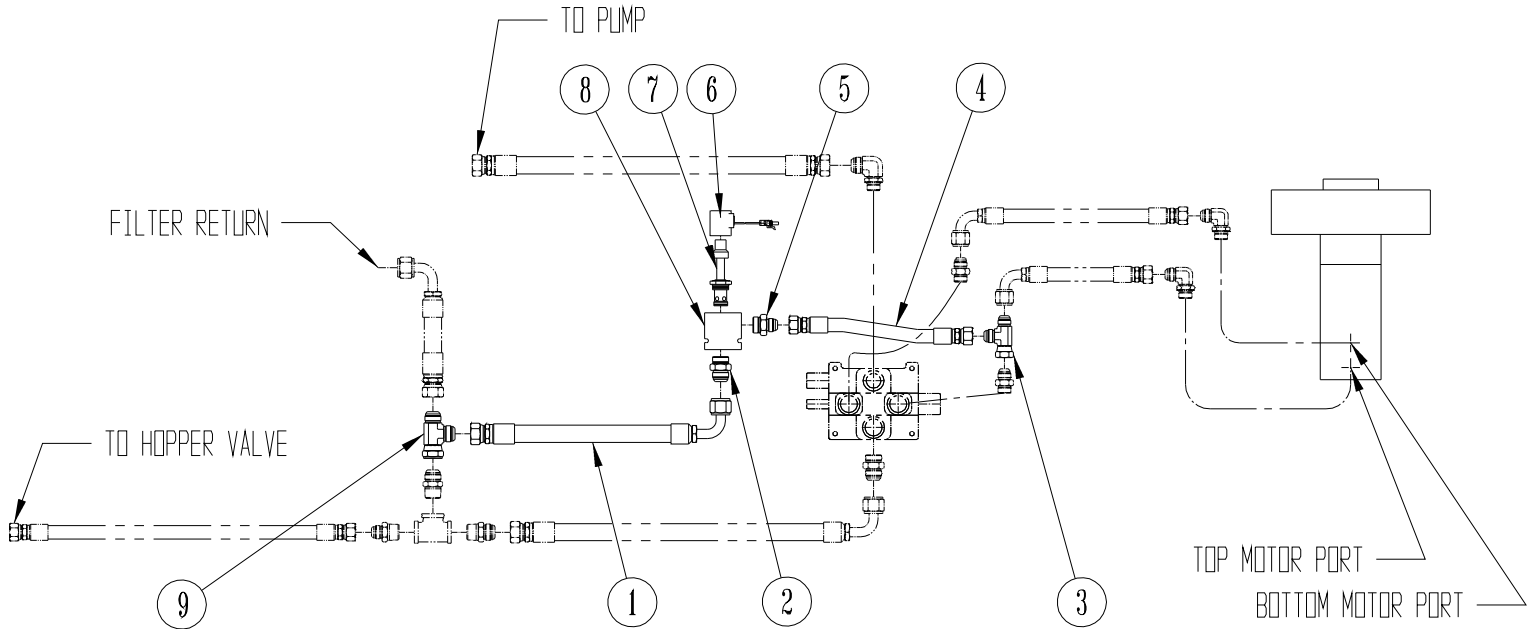 TO PUMP
8
7
6
5
4
FILTER RETURN
TO HOPPER VALVE
9
1
2
3
TOP MOTOR PORT
BOTTOM MOTOR PORT